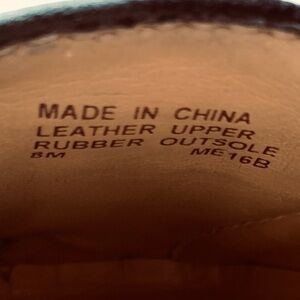 MADE IN CHINA
LEATHER UPPER
RUBBER OUTSOLE
8M ME16B